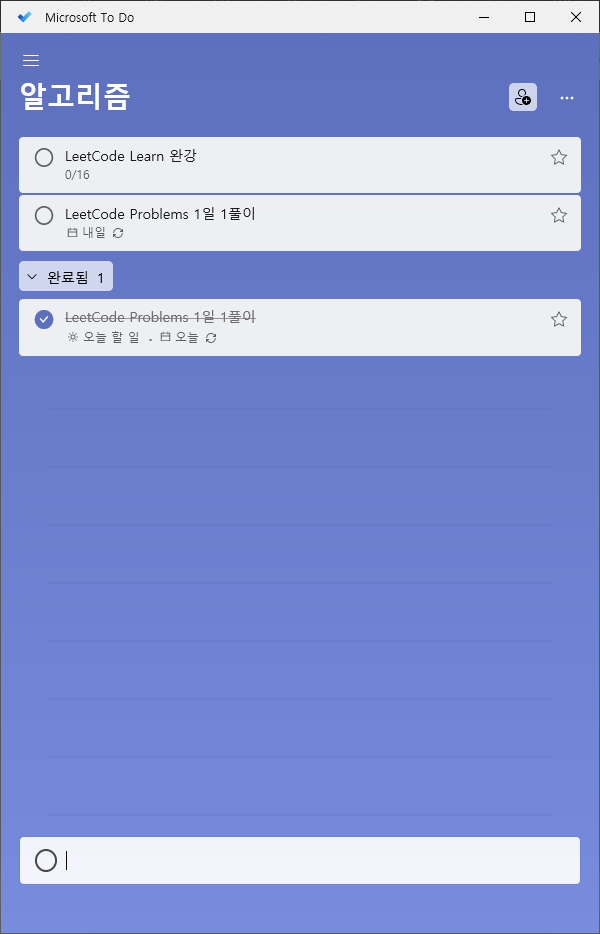 Microsoft To Do
알고리즘
LeetCode Learn 완강
0/16
LeetCode Problems 1일 1풀이
내일
완료됨 1
LeetCode Problems 1일 1풀이
오늘 할 일 • 오늘